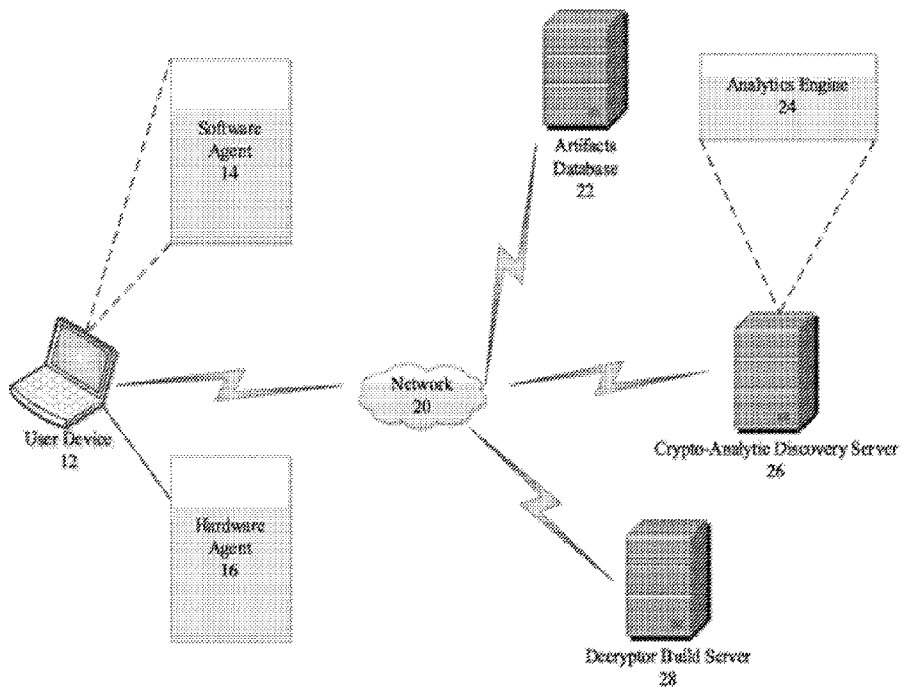 Software
Agent
14
Artifacts
Database
22
Analytics Engine
24
User Device
12
Network
20
Crypto-Analytic Discovery Server
26
Hardware
Agent
16
Decryptor Build Server
28